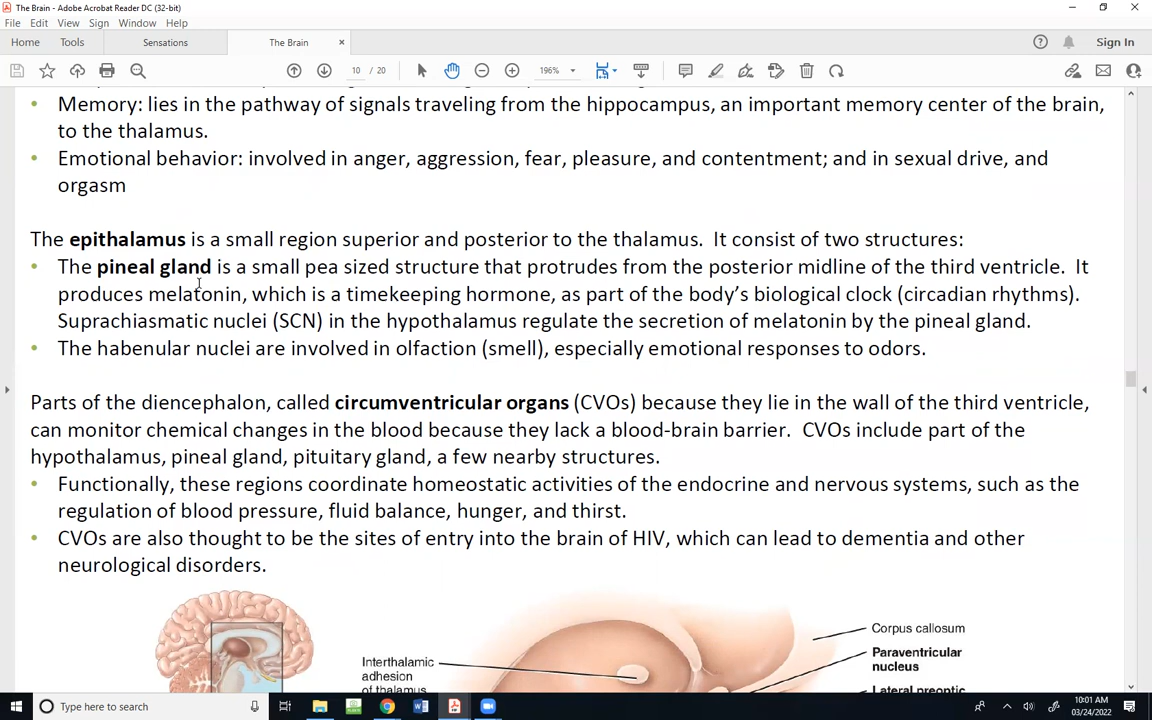 The Brain - Adobe Acrobat Reader DC (32-bit)
File Edit View Sign Window Help
Home Tools Sensations The Brain × Sign In
10 / 20 196%
• Memory: lies in the pathway of signals traveling from the hippocampus, an important memory center of the brain,
to the thalamus.
• Emotional behavior: involved in anger, aggression, fear, pleasure, and contentment; and in sexual drive, and
orgasm
The epithalamus is a small region superior and posterior to the thalamus. It consist of two structures:
• The pineal gland is a small pea sized structure that protrudes from the posterior midline of the third ventricle. It
produces melatonin, which is a timekeeping hormone, as part of the body's biological clock (circadian rhythms).
Suprachiasmatic nuclei (SCN) in the hypothalamus regulate the secretion of melatonin by the pineal gland.
• The habenular nuclei are involved in olfaction (smell), especially emotional responses to odors.
Parts of the diencephalon, called circumventricular organs (CVOs) because they lie in the wall of the third ventricle,
can monitor chemical changes in the blood because they lack a blood-brain barrier. CVOs include part of the
hypothalamus, pineal gland, pituitary gland, a few nearby structures.
• Functionally, these regions coordinate homeostatic activities of the endocrine and nervous systems, such as the
regulation of blood pressure, fluid balance, hunger, and thirst.
• CVOs are also thought to be the sites of entry into the brain of HIV, which can lead to dementia and other
neurological disorders.
Corpus callosum
Interthalamic
adhesion
of thalamus
Paraventricular
nucleus
Lateral preoptic
Type here to search
10:01 AM
03/24/2022